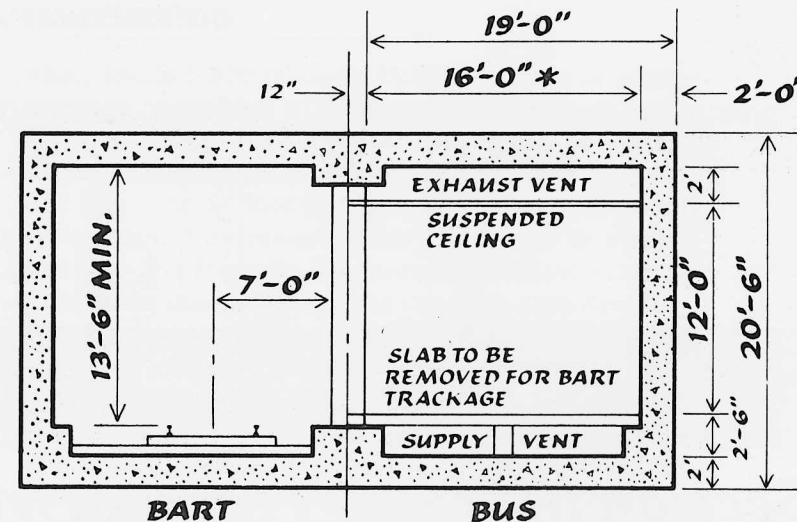 19'-0"
12"
16'-0"*
2'-0"
EXHAUST VENT
2'
SUSPENDED
CEILING
13'-6" MIN.
7'-0"
12'-0"
20'-6"
SLAB TO BE
REMOVED FOR BART
TRACKAGE
SUPPLY VENT
2'-6"
2'
BART
BUS